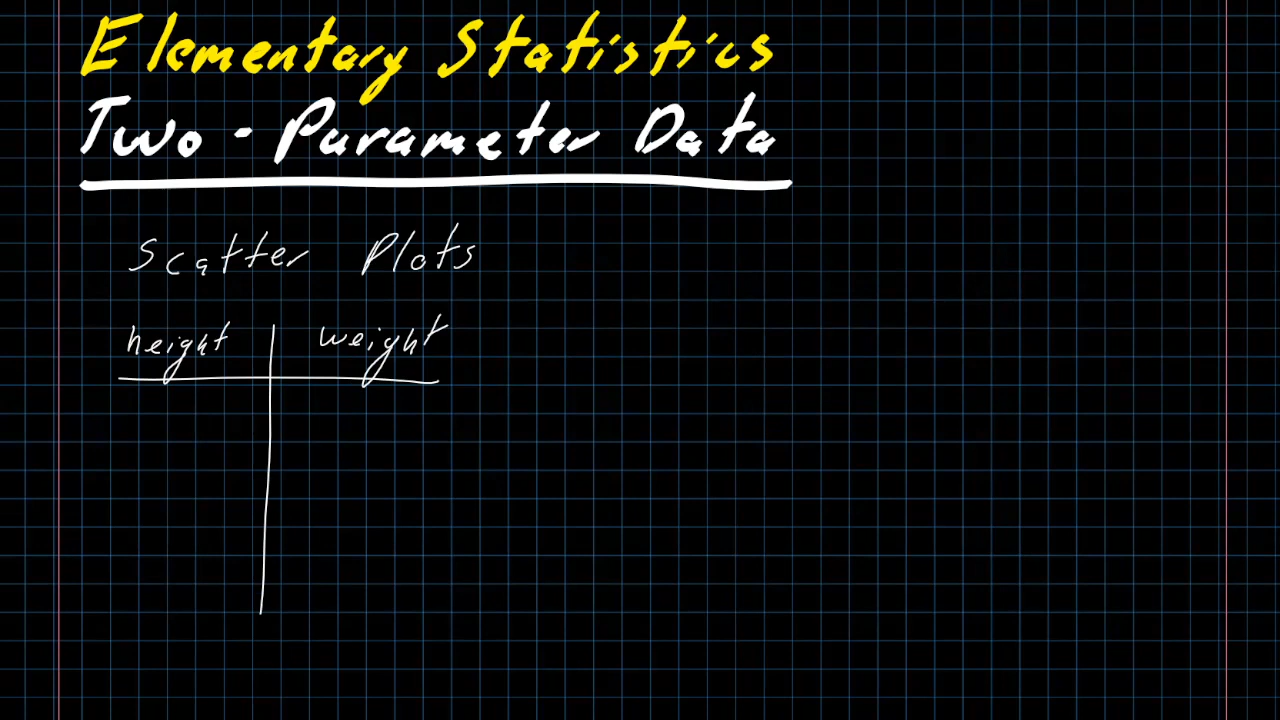 Elementary Statistics
Two-Parameter Data
Scatter Plots
height weight